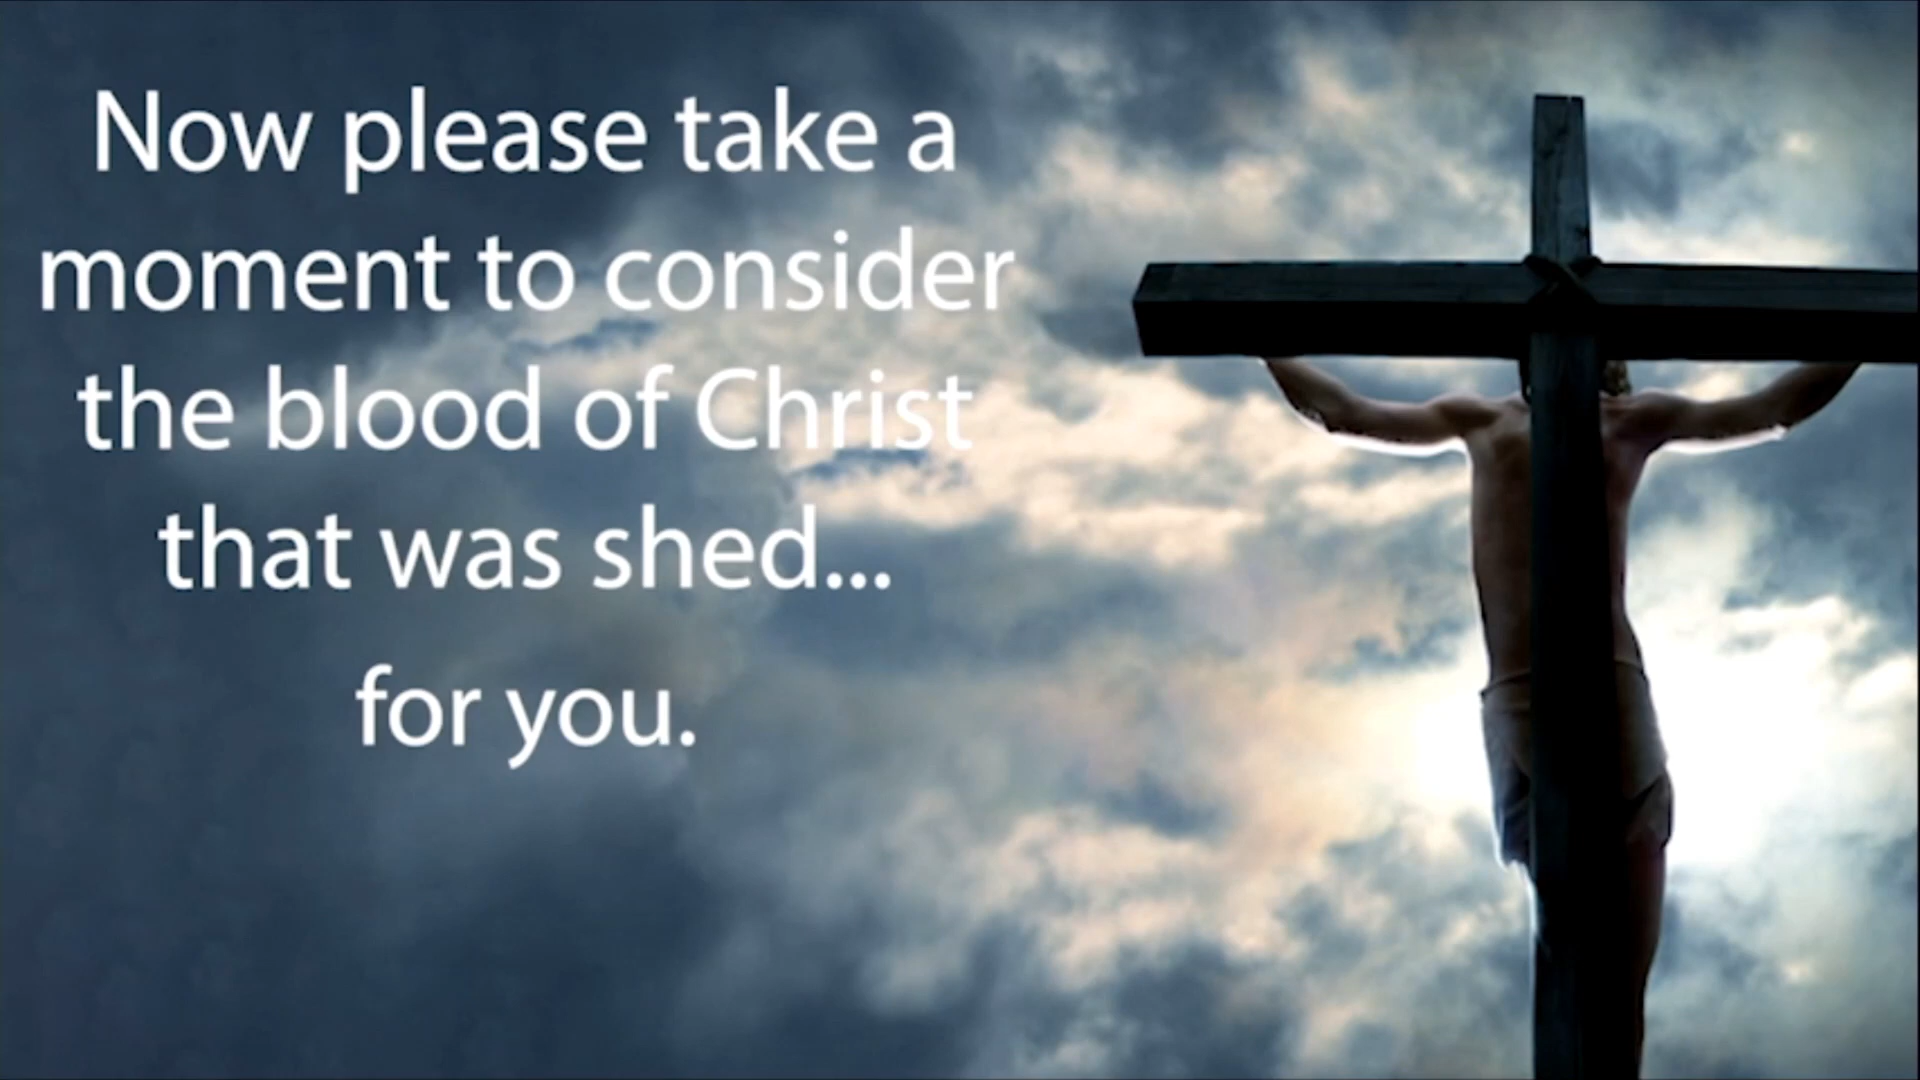 Now please take a
moment to consider
the blood of Christ
that was shed...
for you.